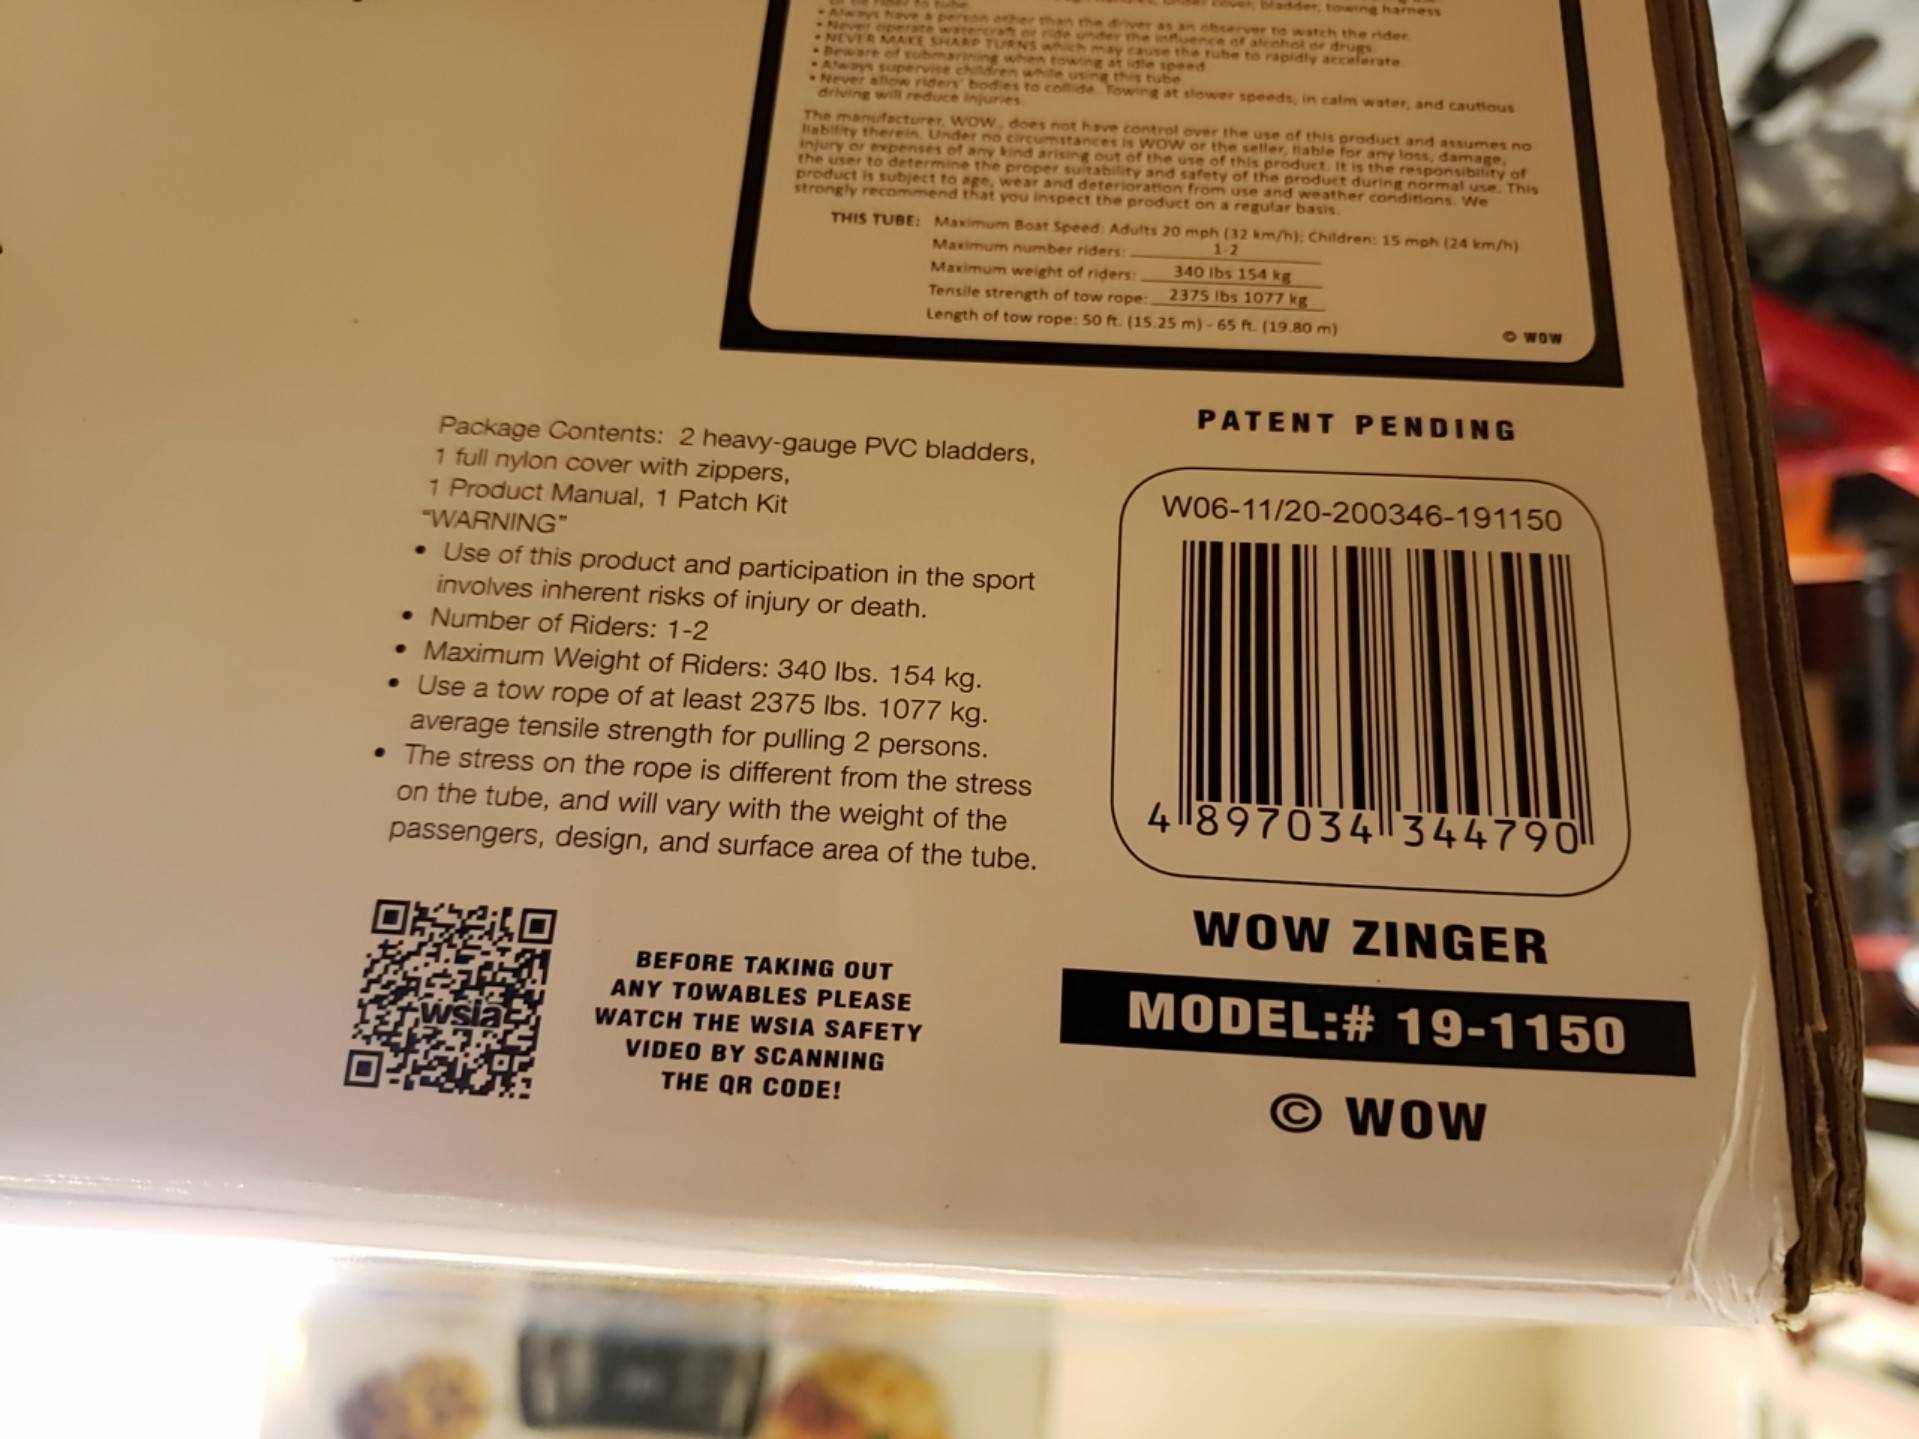 bladder, towing harness
• Always have a person other than the driver as an observer to watch the rider.
• Never operate watercraft or ride under the influence of alcohol or drugs.
• NEVER MAKE SHARP TURNS which may cause the tube to rapidly accelerate.
• Beware of submarining when towing at idle speed.
• Always supervise children while using this tube.
• Never allow riders' bodies to collide. Towing at slower speeds, in calm water, and cautious
driving will reduce injuries.
The manufacturer, WOW, does not have control over the use of this product and assumes no
liability therein. Under no circumstances is WOW or the seller, liable for any loss, damage,
injury or expenses of any kind arising out of the use of this product. It is the responsibility of
the user to determine the proper suitability and safety of the product during normal use. This
product is subject to age, wear and deterioration from use and weather conditions. We
strongly recommend that you inspect the product on a regular basis.
THIS TUBE: Maximum Boat Speed: Adults 20 mph (32 km/h); Children: 15 mph (24 km/h)
Maximum number riders: 1-2
Maximum weight of riders: 340 lbs 154 kg
Tensile strength of tow rope: 2375 lbs 1077 kg
Length of tow rope: 50 ft. (15.25 m) - 65 ft. (19.80 m)
© WOW
Package Contents: 2 heavy-gauge PVC bladders,
1 full nylon cover with zippers,
1 Product Manual, 1 Patch Kit
"WARNING"
• Use of this product and participation in the sport
involves inherent risks of injury or death.
• Number of Riders: 1-2
• Maximum Weight of Riders: 340 lbs. 154 kg.
• Use a tow rope of at least 2375 lbs. 1077 kg.
average tensile strength for pulling 2 persons.
• The stress on the rope is different from the stress
on the tube, and will vary with the weight of the
passengers, design, and surface area of the tube.
PATENT PENDING
W06-11/20-200346-191150
4 897034 344790
WOW ZINGER
MODEL:# 19-1150
© WOW
wsia
BEFORE TAKING OUT
ANY TOWABLES PLEASE
WATCH THE WSIA SAFETY
VIDEO BY SCANNING
THE QR CODE!